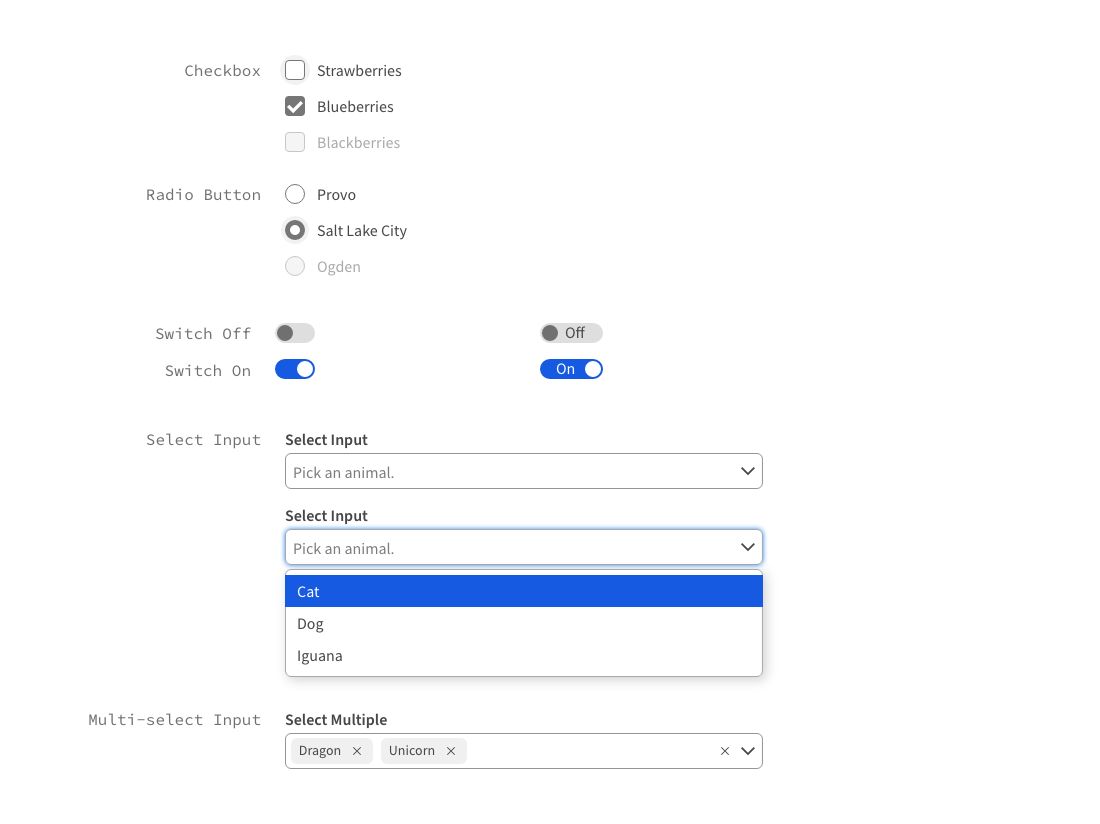 Checkbox Strawberries
Blueberries
Blackberries
Radio Button Provo
Salt Lake City
Ogden
Switch Off Off
Switch On On
Select Input Select Input
Pick an animal.
Select Input
Pick an animal.
Cat
Dog
Iguana
Multi-select Input Select Multiple
Dragon Unicorn